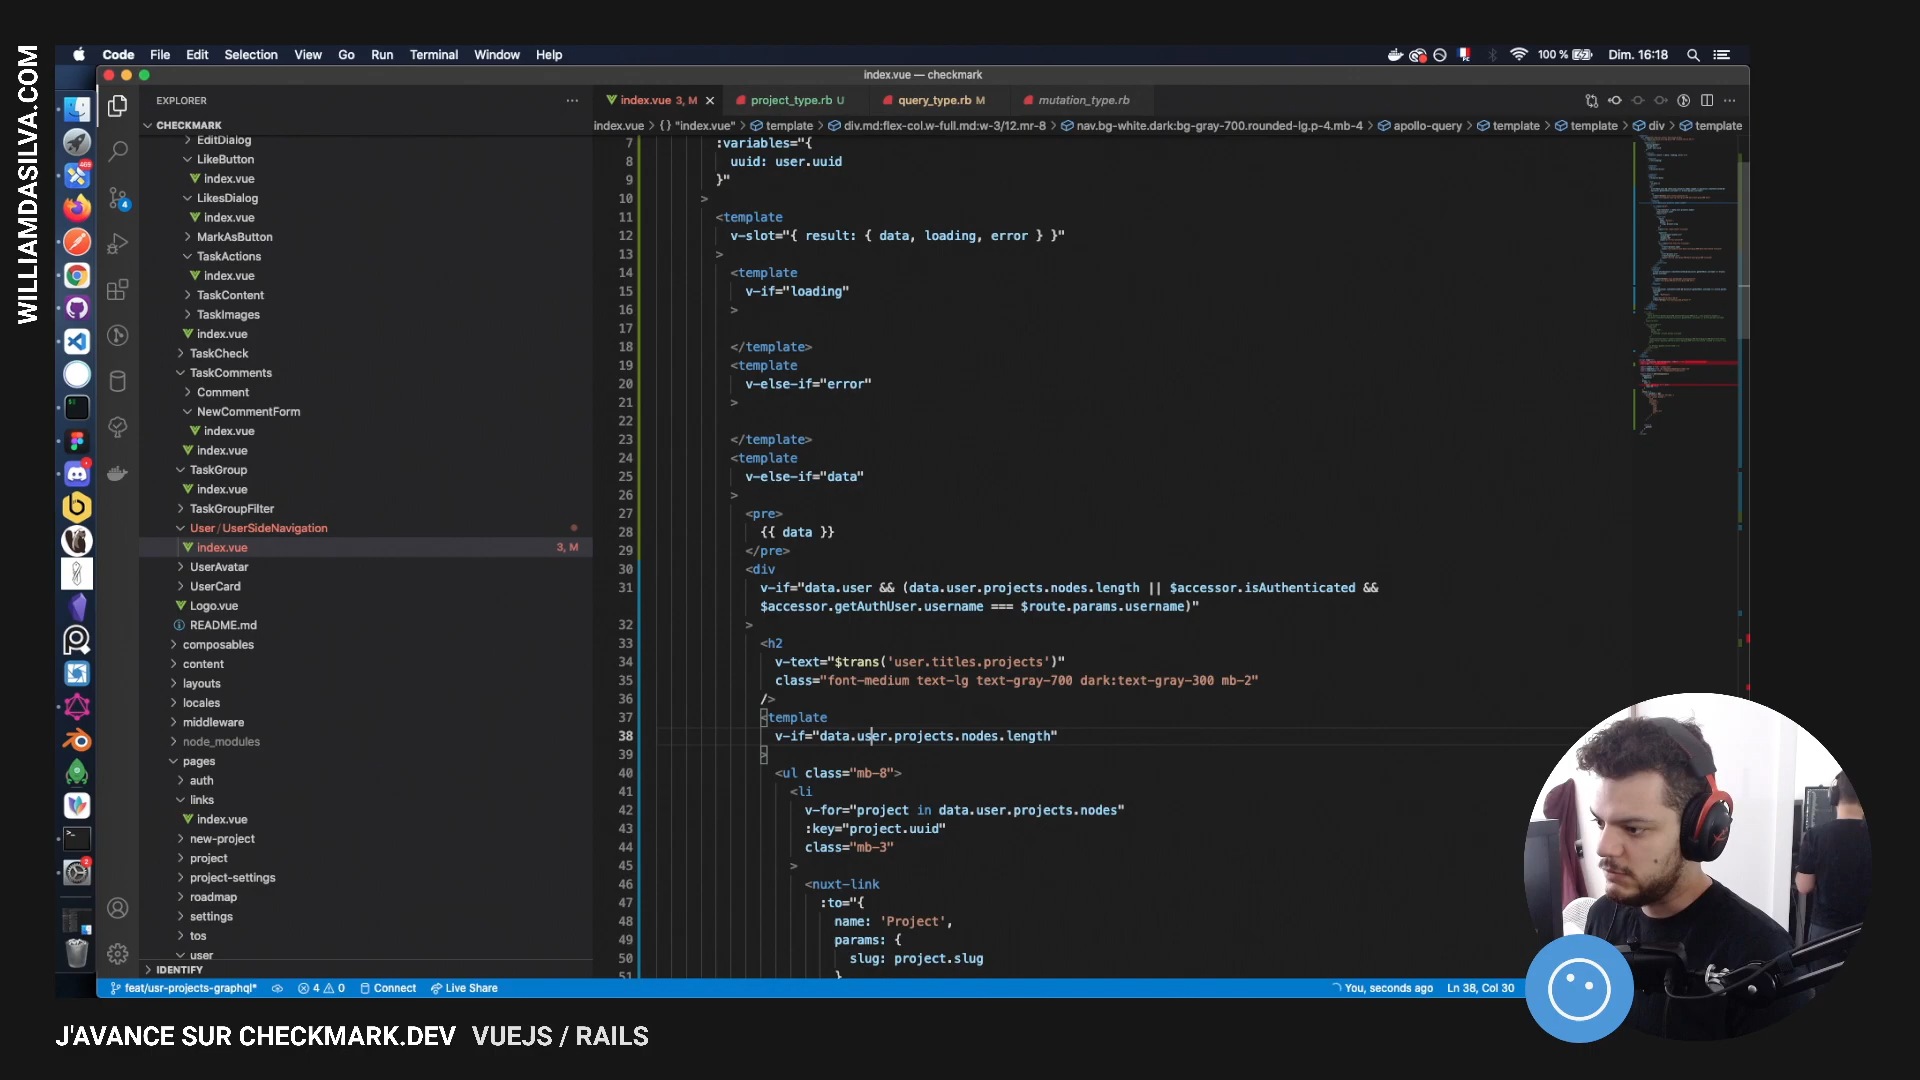 WILLIAMDASILVA.COM
Code File Edit Selection View Go Run Terminal Window Help
100 % Dim. 16:18
index.vue — checkmark
EXPLORER
index.vue 3, M
project_type.rb U
query_type.rb M
mutation_type.rb
CHECKMARK
index.vue > {} "index.vue" > template > div.md:flex-col.w-full.md:w-3/12.mr-8 > nav.bg-white.dark:bg-gray-700.rounded-lg.p-4.mb-4 > apollo-query > template > template > div > template
EditDialog
LikeButton
index.vue
LikesDialog
index.vue
MarkAsButton
TaskActions
index.vue
TaskContent
TaskImages
index.vue
TaskCheck
TaskComments
Comment
NewCommentForm
index.vue
index.vue
TaskGroup
index.vue
TaskGroupFilter
User / UserSideNavigation
index.vue 3, M
UserAvatar
UserCard
Logo.vue
README.md
composables
content
layouts
locales
middleware
node_modules
pages
auth
links
index.vue
new-project
project
project-settings
roadmap
settings
tos
user
IDENTIFY
469
4
2
7 :variables="{
8 uuid: user.uuid
9 }"
10 >
11 <template
12 v-slot="{ result: { data, loading, error } }"
13 >
14 <template
15 v-if="loading"
16 >
17
18 </template>
19 <template
20 v-else-if="error"
21 >
22
23 </template>
24 <template
25 v-else-if="data"
26 >
27 <pre>
28 {{ data }}
29 </pre>
30 <div
31 v-if="data.user && (data.user.projects.nodes.length || $accessor.isAuthenticated &&
$accessor.getAuthUser.username === $route.params.username)"
32 >
33 <h2
34 v-text="$trans('user.titles.projects')"
35 class="font-medium text-lg text-gray-700 dark:text-gray-300 mb-2"
36 />
37 <template
38 v-if="data.user.projects.nodes.length"
39 >
40 <ul class="mb-8">
41 <li
42 v-for="project in data.user.projects.nodes"
43 :key="project.uuid"
44 class="mb-3"
45 >
46 <nuxt-link
47 :to="{
48 name: 'Project',
49 params: {
50 slug: project.slug
51 }
feat/usr-projects-graphql* 4 0 Connect Live Share
You, seconds ago Ln 38, Col 30
J'AVANCE SUR CHECKMARK.DEV VUEJS / RAILS